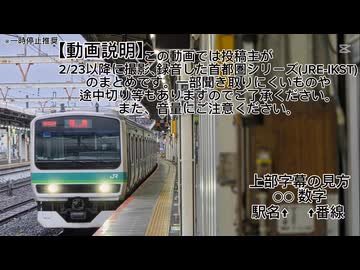 ※一時停止推奨
【動画説明】この動画では投稿主が
2/23以降に撮影、録音した首都圏シリーズ(JRE-IKST)
のまとめです。一部聞き取りにくいものや
途中切り等もありますのでご了承ください。
また、音量にご注意ください。
上部字幕の見方
○○ 数字
駅名↑ ↑番線
JR